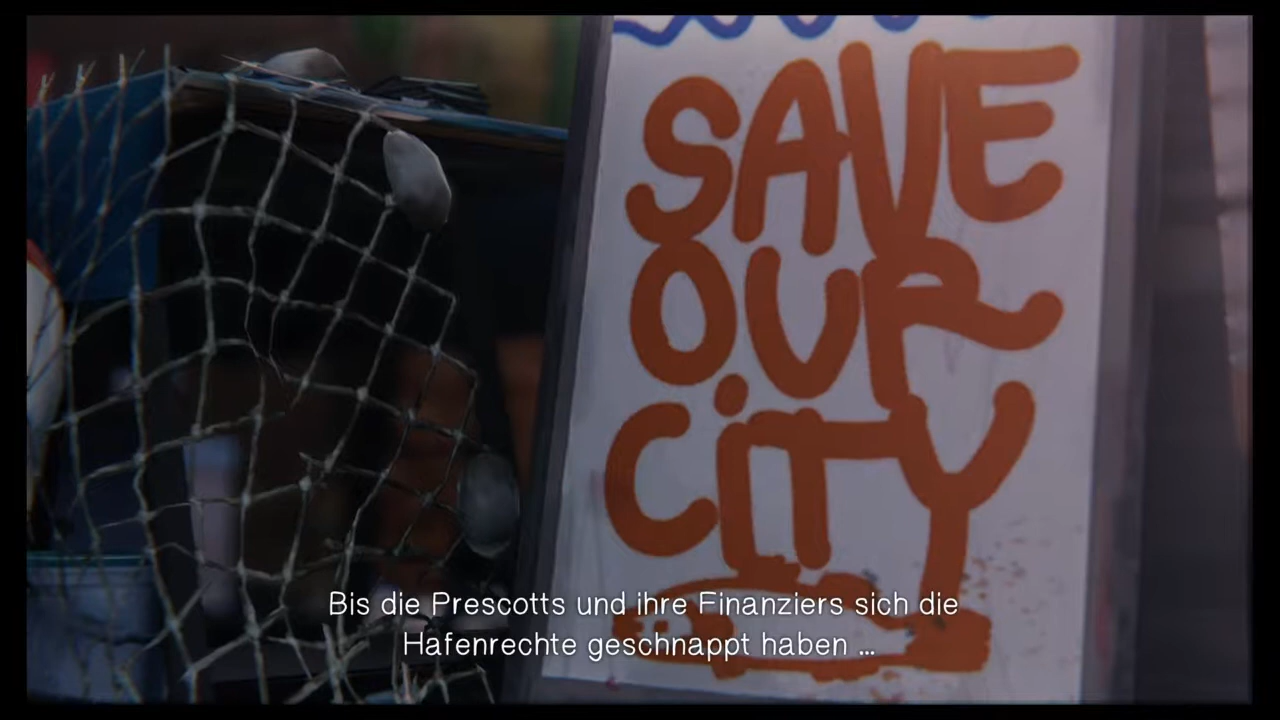 SAVE
OUR
CiTY
Bis die Prescotts und ihre Finanziers sich die
Hafenrechte geschnappt haben ...